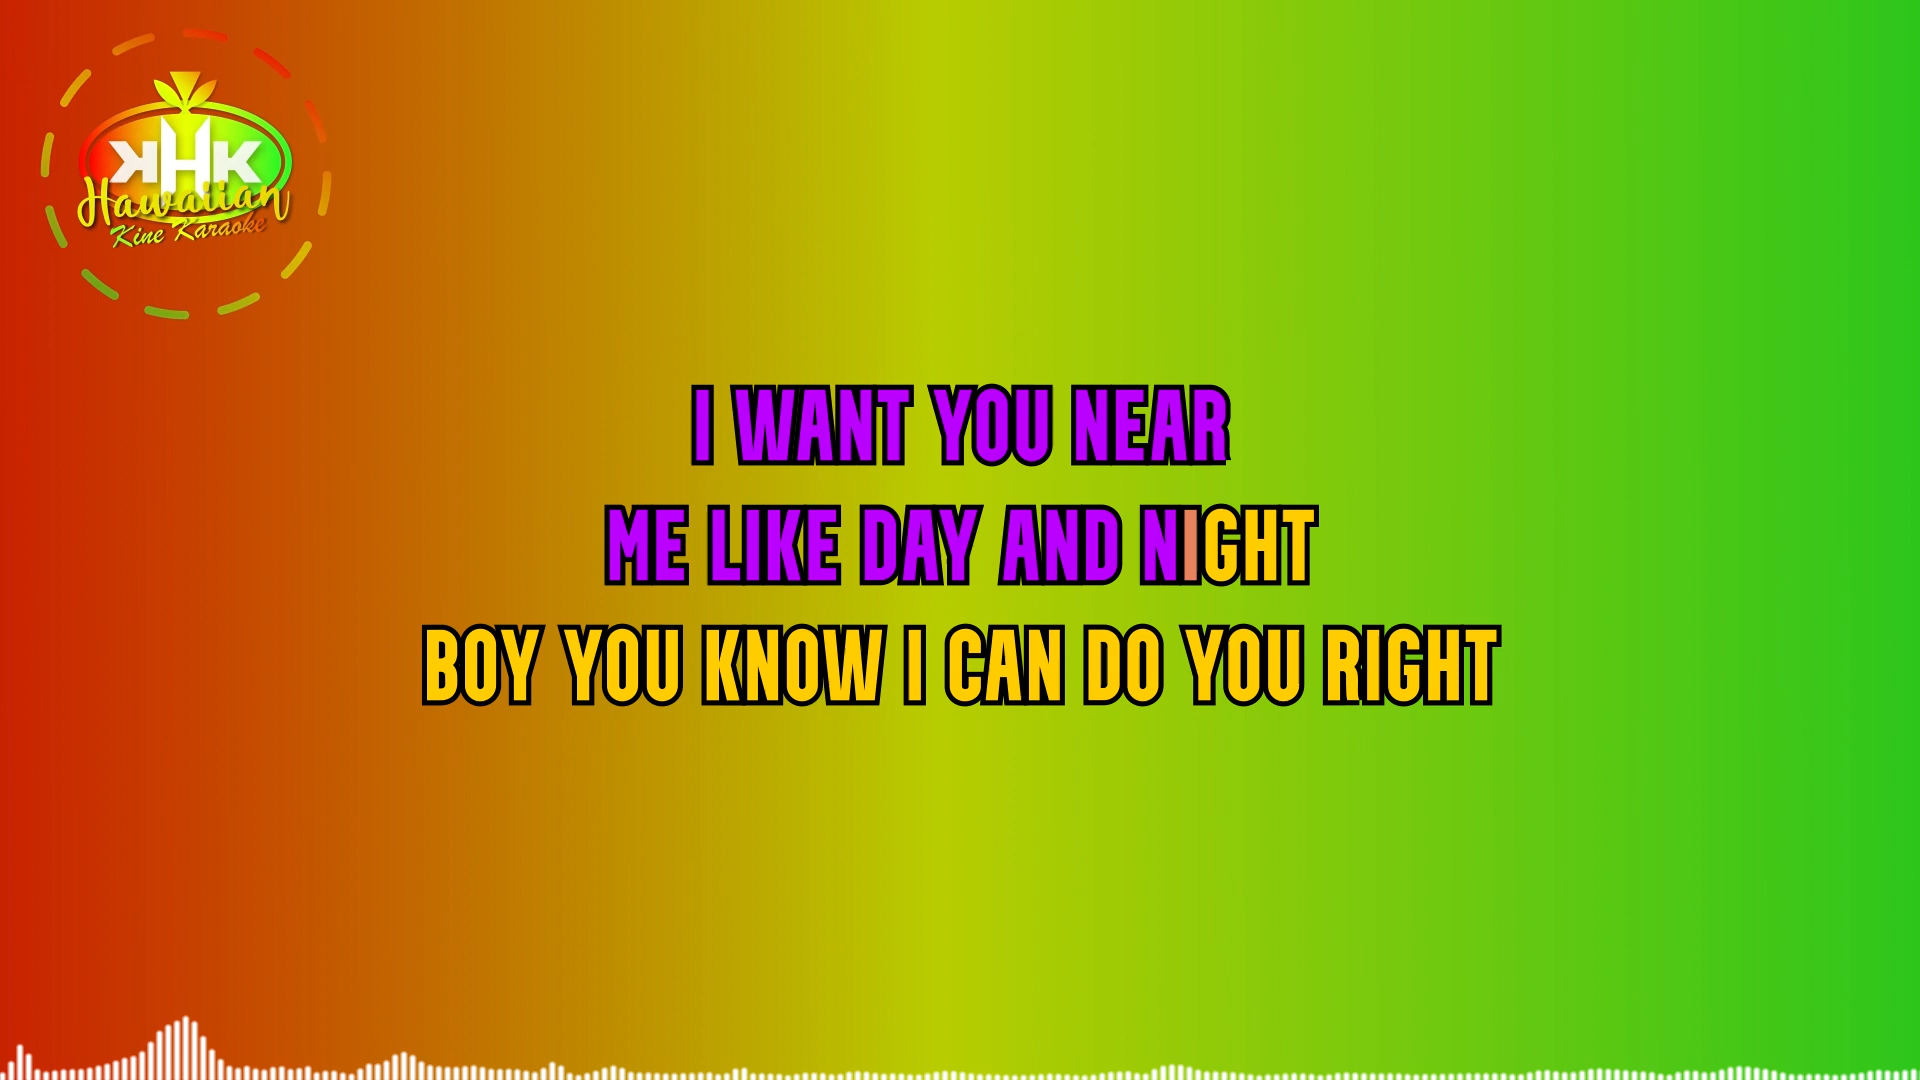 KHK
Hawaiian
Kine Karaoke
I WANT YOU NEAR
ME LIKE DAY AND NIGHT
BOY YOU KNOW I CAN DO YOU RIGHT